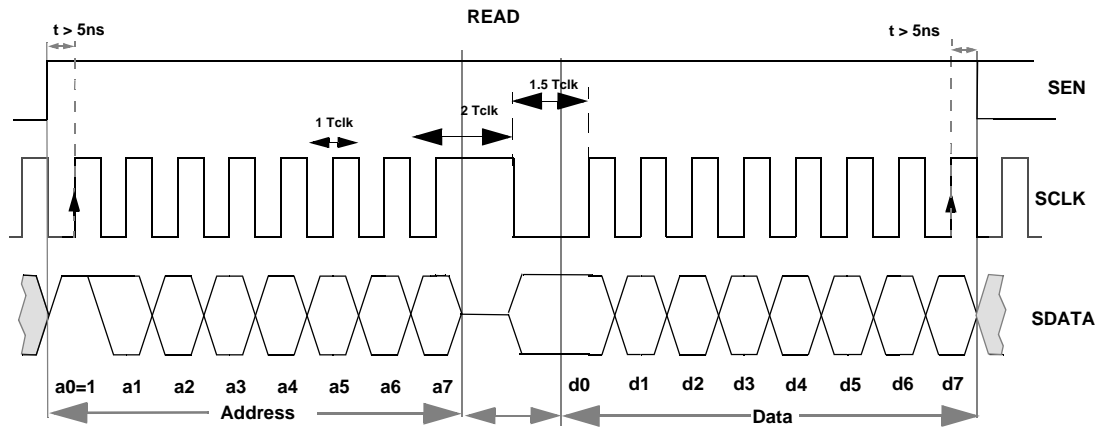 READ
t > 5ns
t > 5ns
SEN
1.5 Tclk
2 Tclk
1 Tclk
SCLK
SDATA
a0=1 a1 a2 a3 a4 a5 a6 a7 d0 d1 d2 d3 d4 d5 d6 d7
Address Data